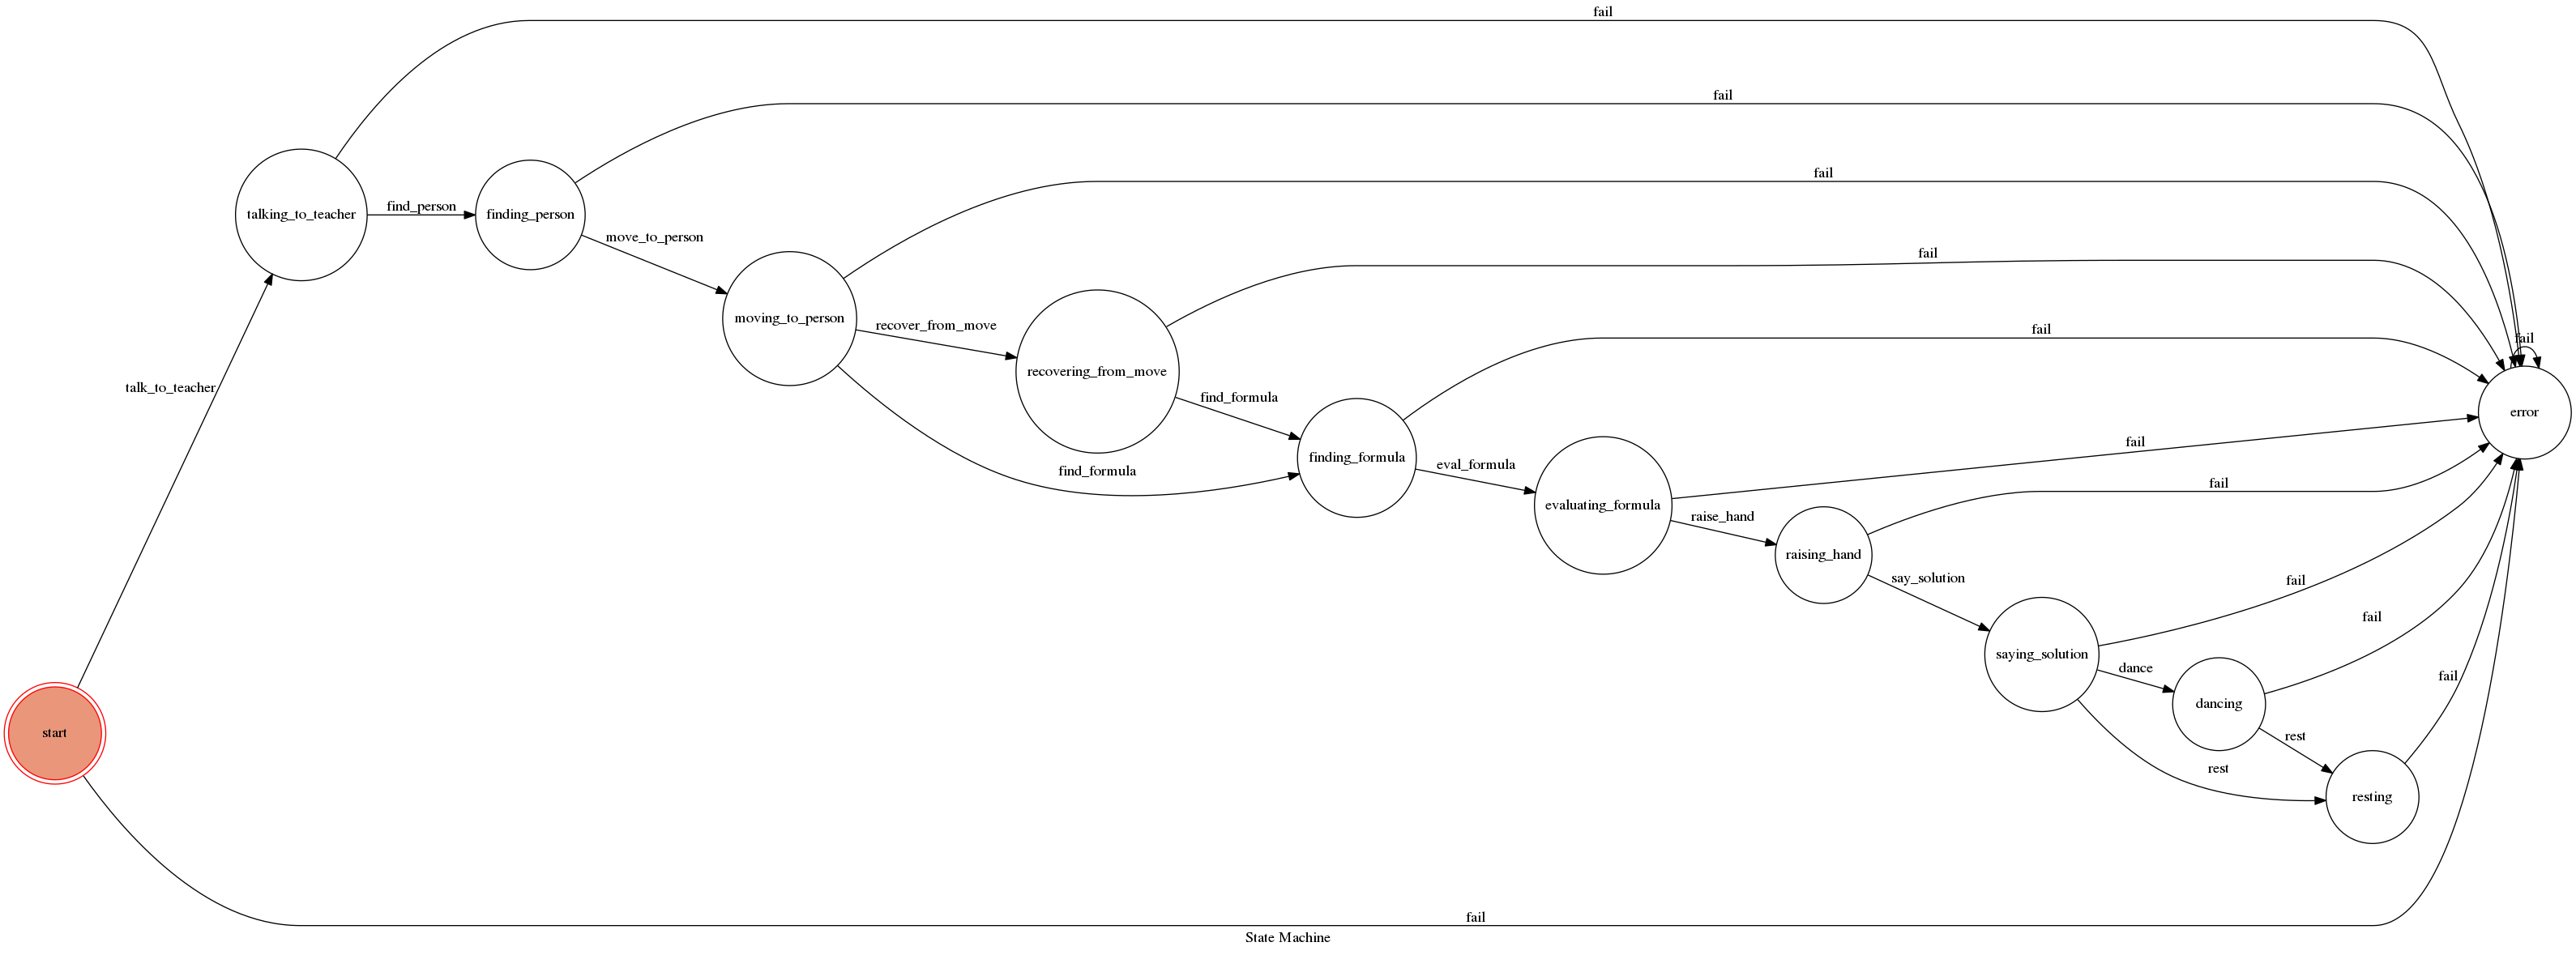 fail
fail
fail
talking_to_teacher
find_person
finding_person
move_to_person
fail
moving_to_person
recover_from_move
fail
fail
recovering_from_move
talk_to_teacher
find_formula
error
fail
finding_formula
find_formula
eval_formula
fail
evaluating_formula
raise_hand
raising_hand
say_solution
fail
fail
saying_solution
dance
fail
dancing
start
rest
rest
resting
fail
State Machine